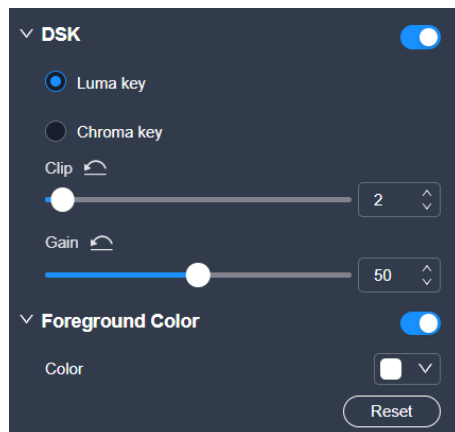 DSK
Luma key
Chroma key
Clip
2
Gain
50
Foreground Color
Color
Reset